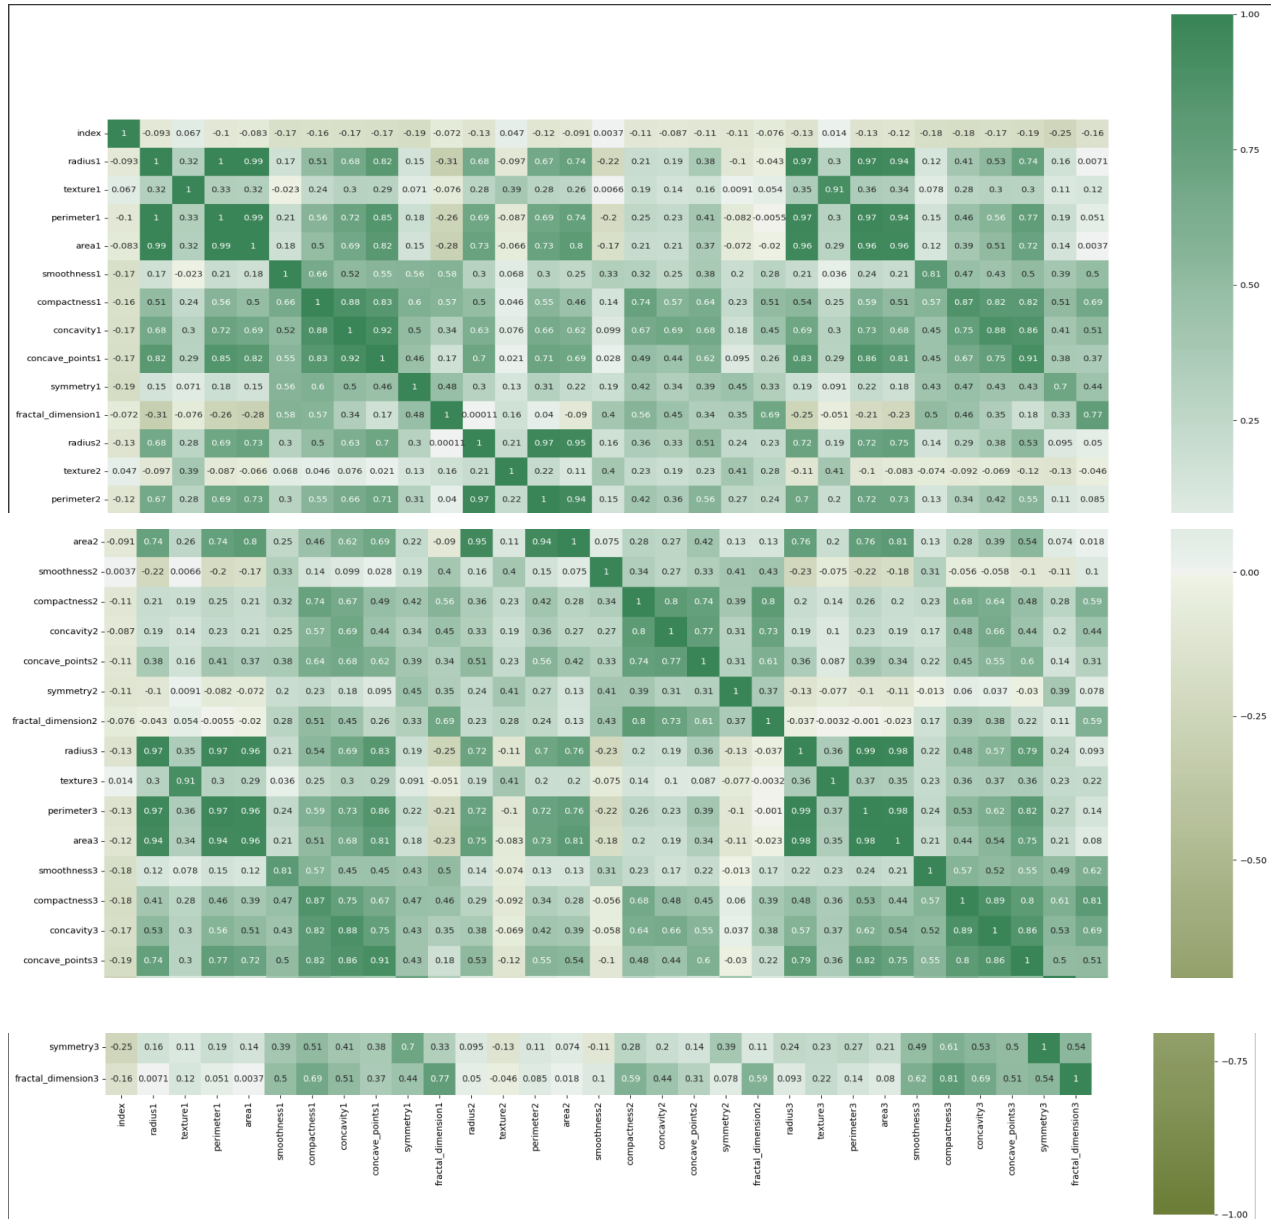 1.00
index 1 -0.093 0.067 -0.1 -0.083 -0.17 -0.16 -0.17 -0.17 -0.19 -0.072 -0.13 0.047 -0.12 -0.091 0.0037 -0.11 -0.087 -0.11 -0.11 -0.076 -0.13 0.014 -0.13 -0.12 -0.18 -0.18 -0.17 -0.19 -0.25 -0.16
radius1 -0.093 1 0.32 1 0.99 0.17 0.51 0.68 0.82 0.15 -0.31 0.68 -0.097 0.67 0.74 -0.22 0.21 0.19 0.38 -0.1 -0.043 0.97 0.3 0.97 0.94 0.12 0.41 0.53 0.74 0.16 0.0071
0.75
texture1 0.067 0.32 1 0.33 0.32 -0.023 0.24 0.3 0.29 0.071 -0.076 0.28 0.39 0.28 0.26 0.0066 0.19 0.14 0.16 0.0091 0.054 0.35 0.91 0.36 0.34 0.078 0.28 0.3 0.3 0.11 0.12
perimeter1 -0.1 1 0.33 1 0.99 0.21 0.56 0.72 0.85 0.18 -0.26 0.69 -0.087 0.69 0.74 -0.2 0.25 0.23 0.41 -0.082 -0.0055 0.97 0.3 0.97 0.94 0.15 0.46 0.56 0.77 0.19 0.051
area1 -0.083 0.99 0.32 0.99 1 0.18 0.5 0.69 0.82 0.15 -0.28 0.73 -0.066 0.73 0.8 -0.17 0.21 0.21 0.37 -0.072 -0.02 0.96 0.29 0.96 0.96 0.12 0.39 0.51 0.72 0.14 0.0037
smoothness1 -0.17 0.17 -0.023 0.21 0.18 1 0.66 0.52 0.55 0.56 0.58 0.3 0.068 0.3 0.25 0.33 0.32 0.25 0.38 0.2 0.28 0.21 0.036 0.24 0.21 0.81 0.47 0.43 0.5 0.39 0.5
0.50
compactness1 -0.16 0.51 0.24 0.56 0.5 0.66 1 0.88 0.83 0.6 0.57 0.5 0.046 0.55 0.46 0.14 0.74 0.57 0.64 0.23 0.51 0.54 0.25 0.59 0.51 0.57 0.87 0.82 0.82 0.51 0.69
concavity1 -0.17 0.68 0.3 0.72 0.69 0.52 0.88 1 0.92 0.5 0.34 0.63 0.076 0.66 0.62 0.099 0.67 0.69 0.68 0.18 0.45 0.69 0.3 0.73 0.68 0.45 0.75 0.88 0.86 0.41 0.51
concave_points1 -0.17 0.82 0.29 0.85 0.82 0.55 0.83 0.92 1 0.46 0.17 0.7 0.021 0.71 0.69 0.028 0.49 0.44 0.62 0.095 0.26 0.83 0.29 0.86 0.81 0.45 0.67 0.75 0.91 0.38 0.37
symmetry1 -0.19 0.15 0.071 0.18 0.15 0.56 0.6 0.5 0.46 1 0.48 0.3 0.13 0.31 0.22 0.19 0.42 0.34 0.39 0.45 0.33 0.19 0.091 0.22 0.18 0.43 0.47 0.43 0.43 0.7 0.44
fractal_dimension1 -0.072 -0.31 -0.076 -0.26 -0.28 0.58 0.57 0.34 0.17 0.48 1 0.00011 0.16 0.04 -0.09 0.4 0.56 0.45 0.34 0.35 0.69 -0.25 -0.051 -0.21 -0.23 0.5 0.46 0.35 0.18 0.33 0.77
0.25
radius2 -0.13 0.68 0.28 0.69 0.73 0.3 0.5 0.63 0.7 0.3 0.00011 1 0.21 0.97 0.95 0.16 0.36 0.33 0.51 0.24 0.23 0.72 0.19 0.72 0.75 0.14 0.29 0.38 0.53 0.095 0.05
texture2 0.047 -0.097 0.39 -0.087 -0.066 0.068 0.046 0.076 0.021 0.13 0.16 0.21 1 0.22 0.11 0.4 0.23 0.19 0.23 0.41 0.28 -0.11 0.41 -0.1 -0.083 -0.074 -0.092 -0.069 -0.12 -0.13 -0.046
perimeter2 -0.12 0.67 0.28 0.69 0.73 0.3 0.55 0.66 0.71 0.31 0.04 0.97 0.22 1 0.94 0.15 0.42 0.36 0.56 0.27 0.24 0.7 0.2 0.72 0.73 0.13 0.34 0.42 0.55 0.11 0.085
area2 -0.091 0.74 0.26 0.74 0.8 0.25 0.46 0.62 0.69 0.22 -0.09 0.95 0.11 0.94 1 0.075 0.28 0.27 0.42 0.13 0.13 0.76 0.2 0.76 0.81 0.13 0.28 0.39 0.54 0.074 0.018
smoothness2 0.0037 -0.22 0.0066 -0.2 -0.17 0.33 0.14 0.099 0.028 0.19 0.4 0.16 0.4 0.15 0.075 1 0.34 0.27 0.33 0.41 0.43 -0.23 -0.075 -0.22 -0.18 0.31 -0.056 -0.058 -0.1 -0.11 0.1
0.00
compactness2 -0.11 0.21 0.19 0.25 0.21 0.32 0.74 0.67 0.49 0.42 0.56 0.36 0.23 0.42 0.28 0.34 1 0.8 0.74 0.39 0.8 0.2 0.14 0.26 0.2 0.23 0.68 0.64 0.48 0.28 0.59
concavity2 -0.087 0.19 0.14 0.23 0.21 0.25 0.57 0.69 0.44 0.34 0.45 0.33 0.19 0.36 0.27 0.27 0.8 1 0.77 0.31 0.73 0.19 0.1 0.23 0.19 0.17 0.48 0.66 0.44 0.2 0.44
concave_points2 -0.11 0.38 0.16 0.41 0.37 0.38 0.64 0.68 0.62 0.39 0.34 0.51 0.23 0.56 0.42 0.33 0.74 0.77 1 0.31 0.61 0.36 0.087 0.39 0.34 0.22 0.45 0.55 0.6 0.14 0.31
symmetry2 -0.11 -0.1 0.0091 -0.082 -0.072 0.2 0.23 0.18 0.095 0.45 0.35 0.24 0.41 0.27 0.13 0.41 0.39 0.31 0.31 1 0.37 -0.13 -0.077 -0.1 -0.11 -0.013 0.06 0.037 -0.03 0.39 0.078
−0.25
fractal_dimension2 -0.076 -0.043 0.054 -0.0055 -0.02 0.28 0.51 0.45 0.26 0.33 0.69 0.23 0.28 0.24 0.13 0.43 0.8 0.73 0.61 0.37 1 -0.037 -0.0032 -0.001 -0.023 0.17 0.39 0.38 0.22 0.11 0.59
radius3 -0.13 0.97 0.35 0.97 0.96 0.21 0.54 0.69 0.83 0.19 -0.25 0.72 -0.11 0.7 0.76 -0.23 0.2 0.19 0.36 -0.13 -0.037 1 0.36 0.99 0.98 0.22 0.48 0.57 0.79 0.24 0.093
texture3 0.014 0.3 0.91 0.3 0.29 0.036 0.25 0.3 0.29 0.091 -0.051 0.19 0.41 0.2 0.2 -0.075 0.14 0.1 0.087 -0.077 -0.0032 0.36 1 0.37 0.35 0.23 0.36 0.37 0.36 0.23 0.22
perimeter3 -0.13 0.97 0.36 0.97 0.96 0.24 0.59 0.73 0.86 0.22 -0.21 0.72 -0.1 0.72 0.76 -0.22 0.26 0.23 0.39 -0.1 -0.001 0.99 0.37 1 0.98 0.24 0.53 0.62 0.82 0.27 0.14
area3 -0.12 0.94 0.34 0.94 0.96 0.21 0.51 0.68 0.81 0.18 -0.23 0.75 -0.083 0.73 0.81 -0.18 0.2 0.19 0.34 -0.11 -0.023 0.98 0.35 0.98 1 0.21 0.44 0.54 0.75 0.21 0.08
−0.50
smoothness3 -0.18 0.12 0.078 0.15 0.12 0.81 0.57 0.45 0.45 0.43 0.5 0.14 -0.074 0.13 0.13 0.31 0.23 0.17 0.22 -0.013 0.17 0.22 0.23 0.24 0.21 1 0.57 0.52 0.55 0.49 0.62
compactness3 -0.18 0.41 0.28 0.46 0.39 0.47 0.87 0.75 0.67 0.47 0.46 0.29 -0.092 0.34 0.28 -0.056 0.68 0.48 0.45 0.06 0.39 0.48 0.36 0.53 0.44 0.57 1 0.89 0.8 0.61 0.81
concavity3 -0.17 0.53 0.3 0.56 0.51 0.43 0.82 0.88 0.75 0.43 0.35 0.38 -0.069 0.42 0.39 -0.058 0.64 0.66 0.55 0.037 0.38 0.57 0.37 0.62 0.54 0.52 0.89 1 0.86 0.53 0.69
concave_points3 -0.19 0.74 0.3 0.77 0.72 0.5 0.82 0.86 0.91 0.43 0.18 0.53 -0.12 0.55 0.54 -0.1 0.48 0.44 0.6 -0.03 0.22 0.79 0.36 0.82 0.75 0.55 0.8 0.86 1 0.5 0.51
symmetry3 -0.25 0.16 0.11 0.19 0.14 0.39 0.51 0.41 0.38 0.7 0.33 0.095 -0.13 0.11 0.074 -0.11 0.28 0.2 0.14 0.39 0.11 0.24 0.23 0.27 0.21 0.49 0.61 0.53 0.5 1 0.54
−0.75
fractal_dimension3 -0.16 0.0071 0.12 0.051 0.0037 0.5 0.69 0.51 0.37 0.44 0.77 0.05 -0.046 0.085 0.018 0.1 0.59 0.44 0.31 0.078 0.59 0.093 0.22 0.14 0.08 0.62 0.81 0.69 0.51 0.54 1
index radius1 texture1 perimeter1 area1 smoothness1 compactness1 concavity1 concave_points1 symmetry1 fractal_dimension1 radius2 texture2 perimeter2 area2 smoothness2 compactness2 concavity2 concave_points2 symmetry2 fractal_dimension2 radius3 texture3 perimeter3 area3 smoothness3 compactness3 concavity3 concave_points3 symmetry3 fractal_dimension3
−1.00